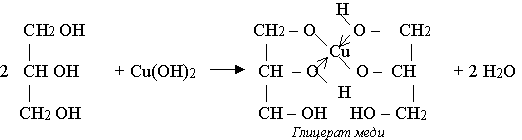 H
CH2 OH CH2 – O O – CH2
Cu
2 CH OH + Cu(OH)2 CH – O O – CH + 2 H2O
H
CH2 OH CH – OH HO – CH2
Глицерат меди